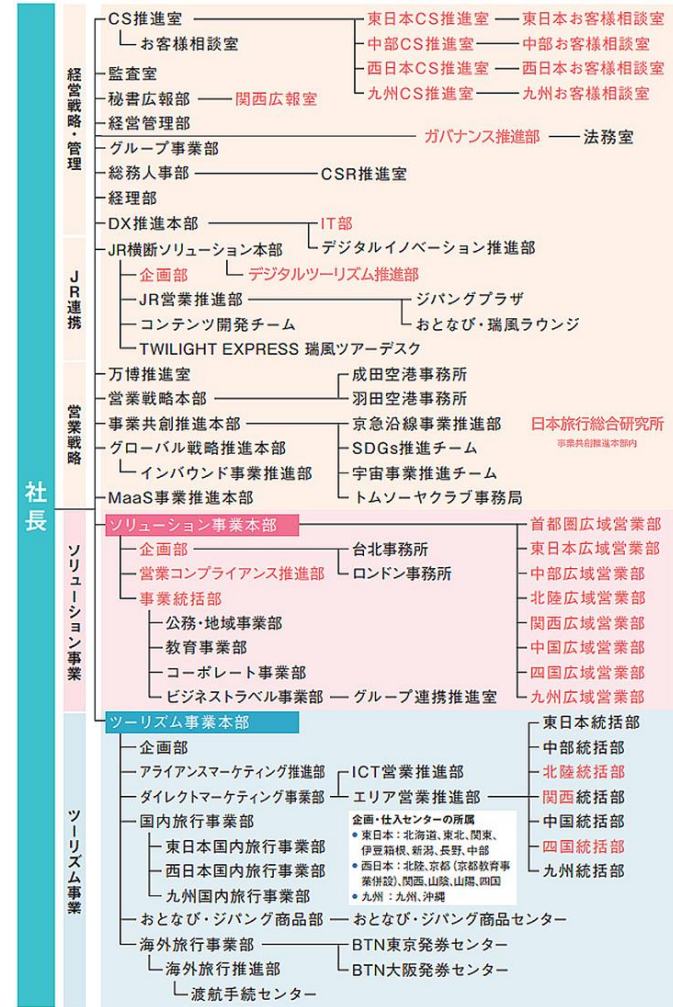 社長
経営戦略・管理
CS推進室
東日本CS推進室
東日本お客様相談室
お客様相談室
中部CS推進室
中部お客様相談室
西日本CS推進室
西日本お客様相談室
九州CS推進室
九州お客様相談室
監査室
秘書広報部
関西広報室
経営管理部
ガバナンス推進部
法務室
グループ事業部
総務人事部
CSR推進室
経理部
DX推進本部
IT部
デジタルイノベーション推進部
JR連携
JR横断ソリューション本部
企画部
デジタルツーリズム推進部
JR営業推進部
ジパングプラザ
コンテンツ開発チーム
おとなび・瑞風ラウンジ
TWILIGHT EXPRESS 瑞風ツアーデスク
営業戦略
万博推進室
成田空港事務所
営業戦略本部
羽田空港事務所
事業共創推進本部
京急沿線事業推進部
日本旅行総合研究所
事業共創推進本部内
グローバル戦略推進本部
SDGs推進チーム
インバウンド事業推進部
宇宙事業推進チーム
MaaS事業推進本部
トムソーヤクラブ事務局
ソリューション事業
ソリューション事業本部
首都圏広域営業部
企画部
台北事務所
東日本広域営業部
営業コンプライアンス推進部
ロンドン事務所
中部広域営業部
事業統括部
北陸広域営業部
公務・地域事業部
関西広域営業部
教育事業部
中国広域営業部
コーポレート事業部
四国広域営業部
ビジネストラベル事業部
グループ連携推進室
九州広域営業部
ツーリズム事業
ツーリズム事業本部
東日本統括部
企画部
中部統括部
アライアンスマーケティング推進部
ICT営業推進部
北陸統括部
ダイレクトマーケティング事業部
エリア営業推進部
関西統括部
国内旅行事業部
中国統括部
東日本国内旅行事業部
四国統括部
西日本国内旅行事業部
九州統括部
九州国内旅行事業部
企画・仕入センターの所属
● 東日本：北海道、東北、関東、
伊豆箱根、新潟、長野、中部
● 西日本：北陸、京都（京都教育事
業併設）、関西、山陰、山陽、四国
● 九州：九州、沖縄
おとなび・ジパング商品部
おとなび・ジパング商品センター
海外旅行事業部
BTN東京発券センター
海外旅行推進部
BTN大阪発券センター
渡航手続センター